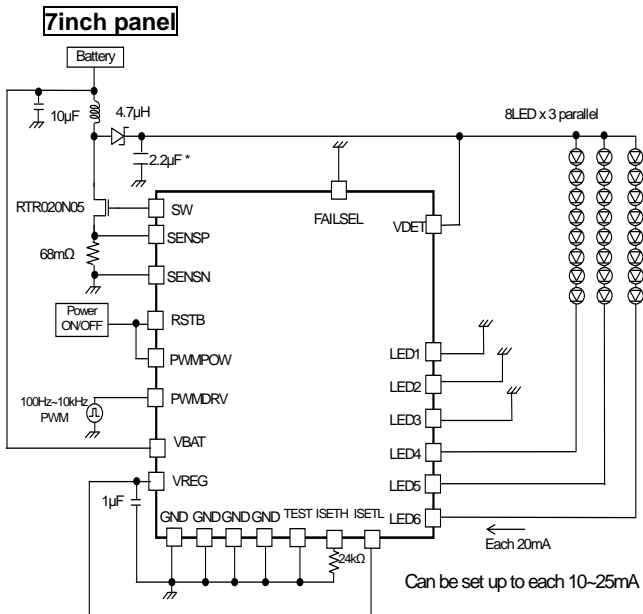 7inch panel
Battery
10µF
4.7µH
8LED x 3 parallel
2.2µF *
RTR020N05
SW
FAILSEL
VDET
SENSP
68mΩ
SENSN
Power
ON/OFF
RSTB
PWMPOW
LED1
LED2
100Hz~10kHz
PWM
PWMDRV
LED3
VBAT
LED4
VREG
LED5
1µF
GND
GND
GND
GND
TEST
ISETH
ISETL
LED6
24kΩ
Each 20mA
Can be set up to each 10~25mA